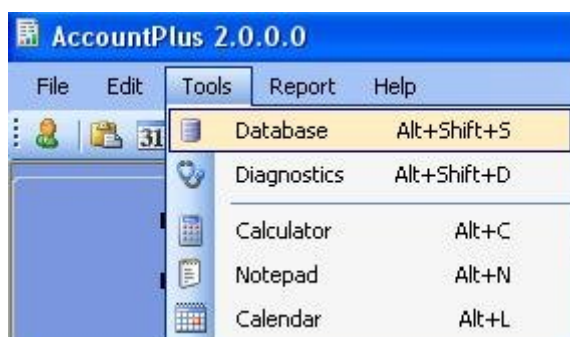 AccountPlus 2.0.0.0
File Edit Tools Report Help
31
Database Alt+Shift+S
Diagnostics Alt+Shift+D
Calculator Alt+C
Notepad Alt+N
Calendar Alt+L